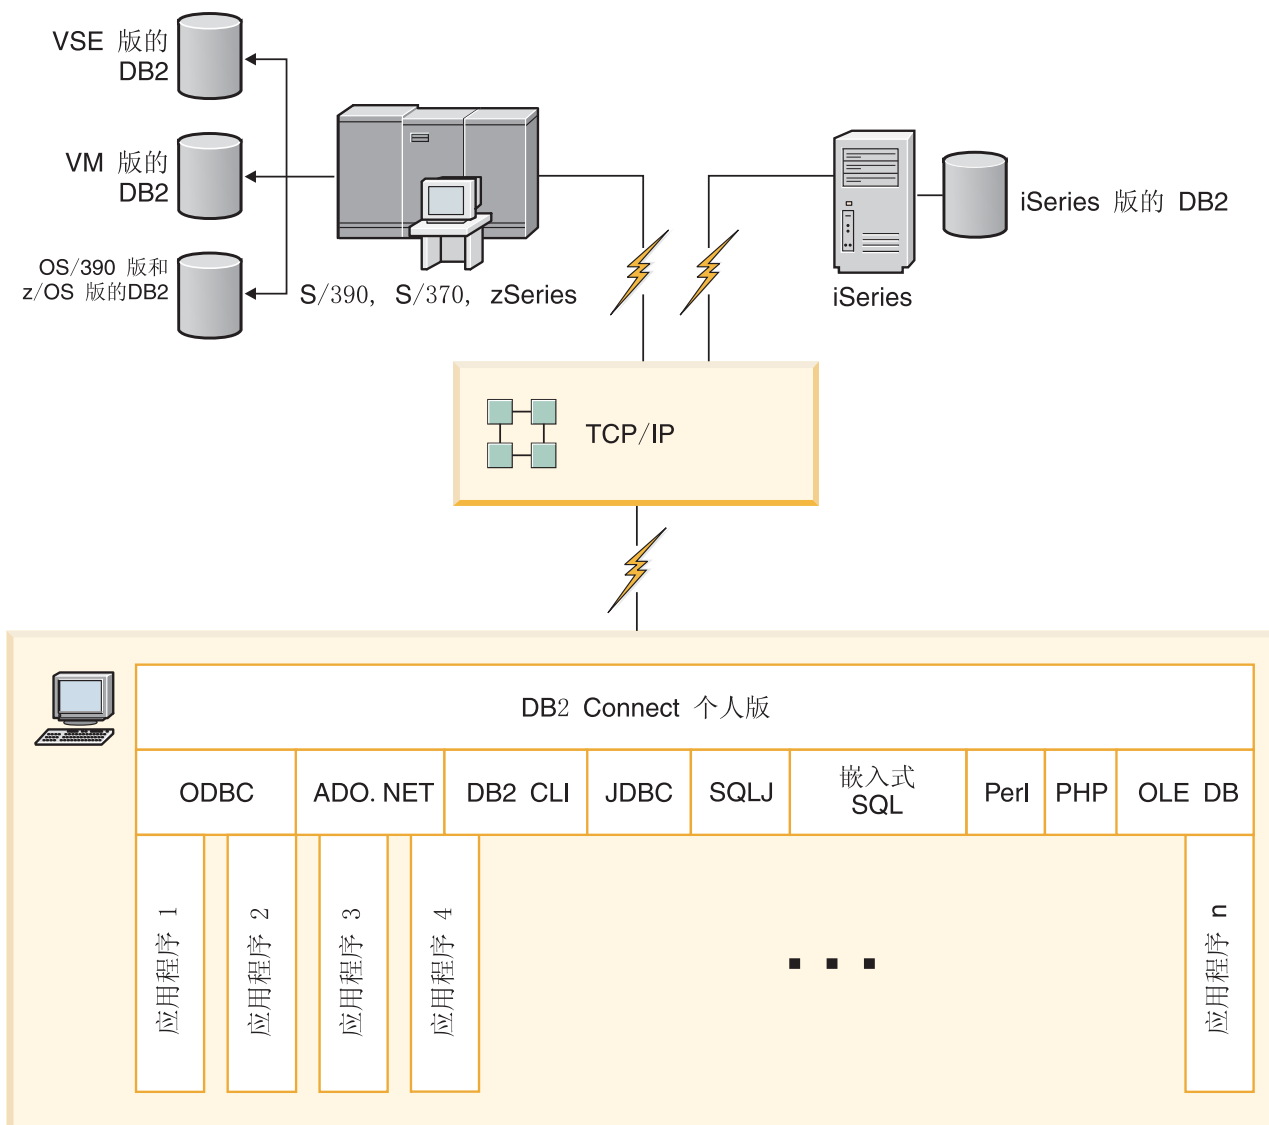 VSE 版的
DB2
VM 版的
DB2
OS/390 版和
z/OS 版的DB2
S/390, S/370, zSeries
iSeries 版的 DB2
iSeries
TCP/IP
DB2 Connect 个人版
ODBC
ADO. NET
DB2 CLI
JDBC
SQLJ
嵌入式
SQL
Perl
PHP
OLE DB
应用程序 1
应用程序 2
应用程序 3
应用程序 4
应用程序 n